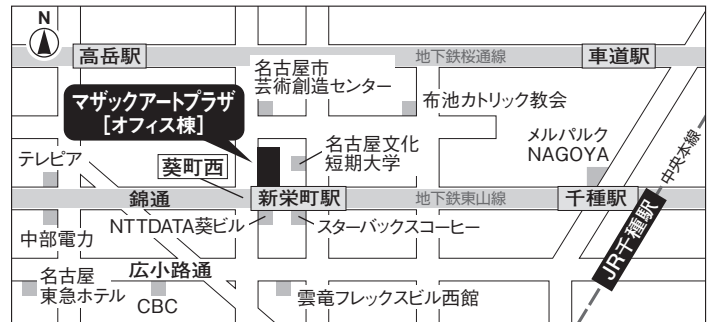 N
高岳駅
地下鉄桜通線
車道駅
名古屋市
芸術創造センター
マザックアートプラザ
[オフィス棟]
布池カトリック教会
名古屋文化
短期大学
メルパルク
NAGOYA
中央本線
テレピア
葵町西
錦通
新栄町駅
地下鉄東山線
千種駅
NTTDATA葵ビル
スターバックスコーヒー
中部電力
JR千種駅
広小路通
名古屋
東急ホテル
CBC
雲竜フレックスビル西館